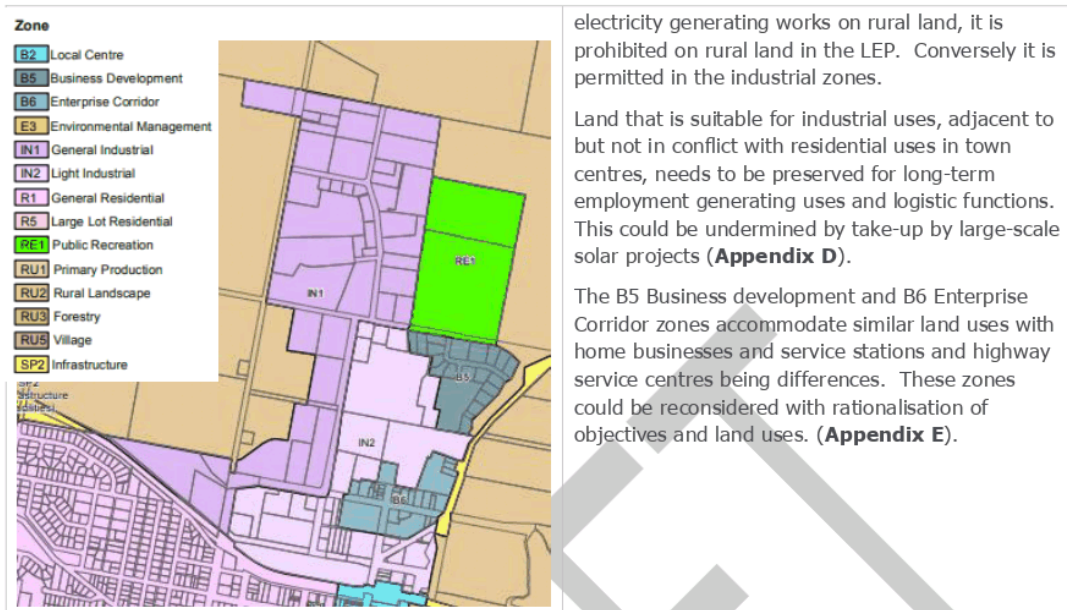 Zone
B2 Local Centre
B5 Business Development
B6 Enterprise Corridor
E3 Environmental Management
IN1 General Industrial
IN2 Light Industrial
R1 General Residential
R5 Large Lot Residential
RE1 Public Recreation
RU1 Primary Production
RU2 Rural Landscape
RU3 Forestry
RU5 Village
SP2 Infrastructure
RE1
IN1
B5
IN2
B6
electricity generating works on rural land, it is
prohibited on rural land in the LEP. Conversely it is
permitted in the industrial zones.
Land that is suitable for industrial uses, adjacent to
but not in conflict with residential uses in town
centres, needs to be preserved for long-term
employment generating uses and logistic functions.
This could be undermined by take-up by large-scale
solar projects (Appendix D).
The B5 Business development and B6 Enterprise
Corridor zones accommodate similar land uses with
home businesses and service stations and highway
service centres being differences. These zones
could be reconsidered with rationalisation of
objectives and land uses. (Appendix E).